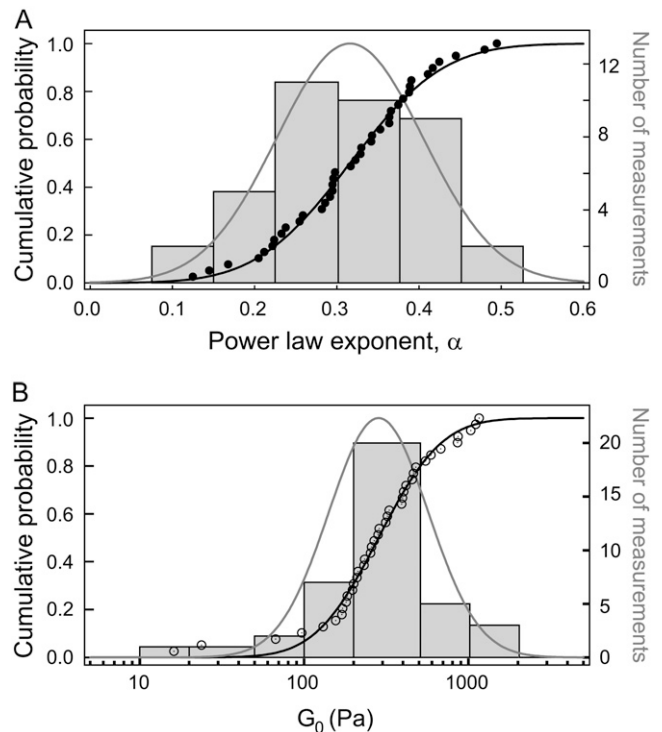 A
Cumulative probability
1.0
0.8
0.6
0.4
0.2
0.0
12
8
4
0
Number of measurements
0.0 0.1 0.2 0.3 0.4 0.5 0.6
Power law exponent, α
B
Cumulative probability
1.0
0.8
0.6
0.4
0.2
0.0
20
15
10
5
0
Number of measurements
10 100 1000
G₀ (Pa)